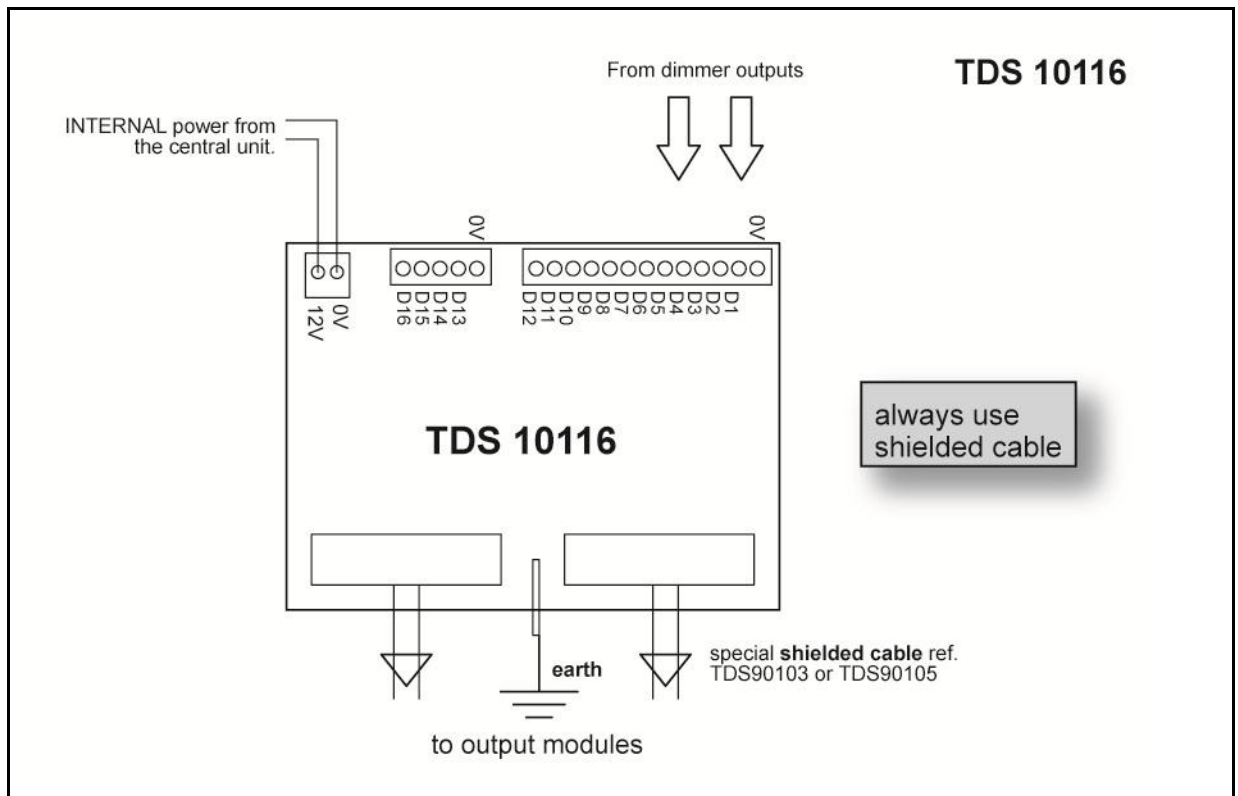 TDS 10116
From dimmer outputs
INTERNAL power from
the central unit.
0V
0V
12V
0V
D16
D15
D14
D13
D12
D11
D10
D9
D8
D7
D6
D5
D4
D3
D2
D1
TDS 10116
always use
shielded cable
special shielded cable ref.
TDS90103 or TDS90105
earth
to output modules